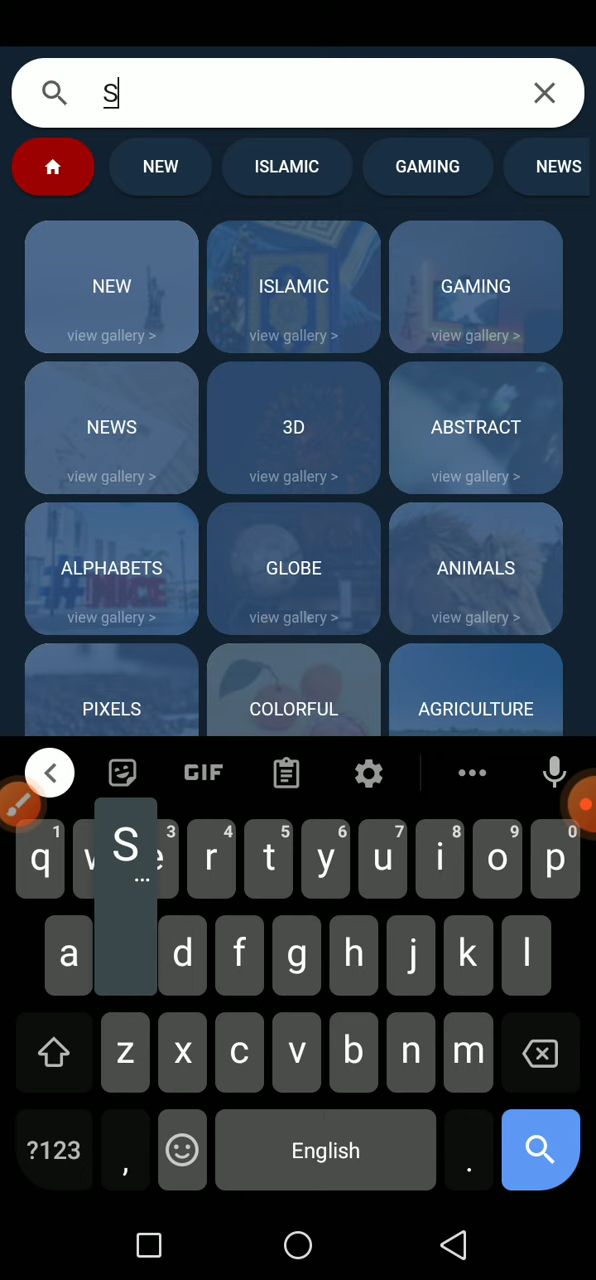 S
NEW ISLAMIC GAMING NEWS
NEW ISLAMIC GAMING
view gallery > view gallery > view gallery >
NEWS 3D ABSTRACT
view gallery > view gallery > view gallery >
ALPHABETS GLOBE ANIMALS
#NICE
view gallery > view gallery > view gallery >
PIXELS COLORFUL AGRICULTURE
GIF
1 3 4 5 6 7 8 9 0
q w e r t y u i o p
S
a d f g h j k l
z x c v b n m
?123 , English .